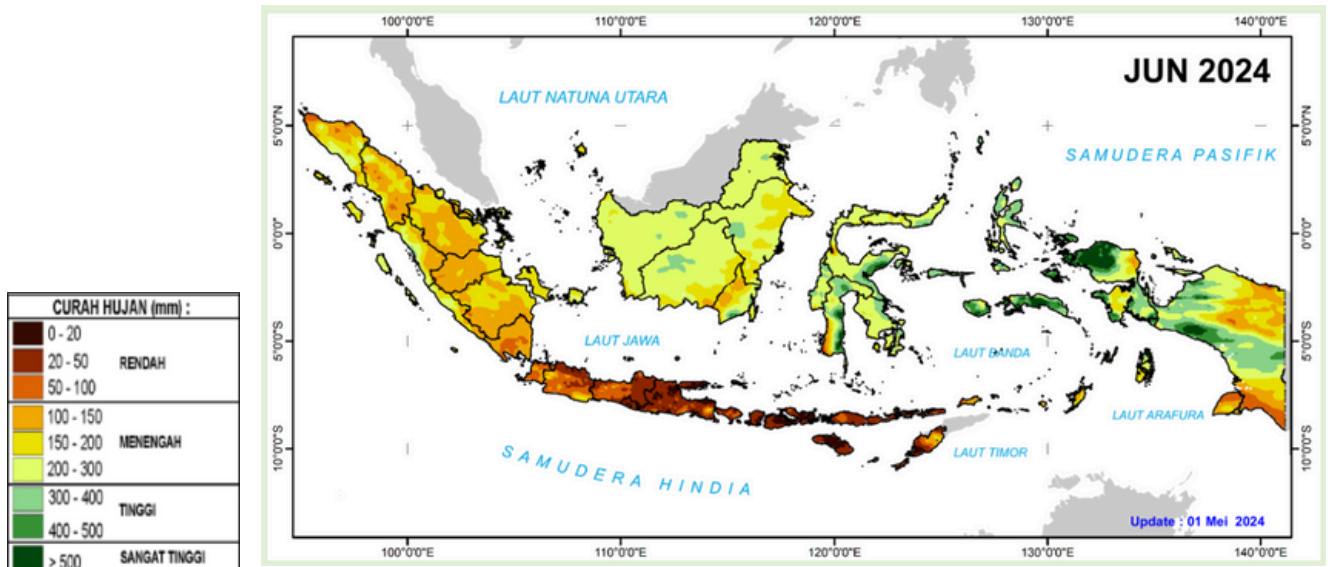 CURAH HUJAN (mm) :
0 - 20
20 - 50 RENDAH
50 - 100
100 - 150
150 - 200 MENENGAH
200 - 300
300 - 400
TINGGI
400 - 500
> 500 SANGAT TINGGI
100°0'0"E 110°0'0"E 120°0'0"E 130°0'0"E 140°0'0"E
JUN 2024
LAUT NATUNA UTARA
5°0'0"N 5°0'0"N
SAMUDERA PASIFIK
0°0'0" 0°0'0"
5°0'0"S 5°0'0"S
LAUT JAWA
LAUT BANDA
LAUT ARAFURA
10°0'0"S 10°0'0"S
LAUT TIMOR
SAMUDERA HINDIA
Update : 01 Mei 2024
100°0'0"E 110°0'0"E 120°0'0"E 130°0'0"E 140°0'0"E